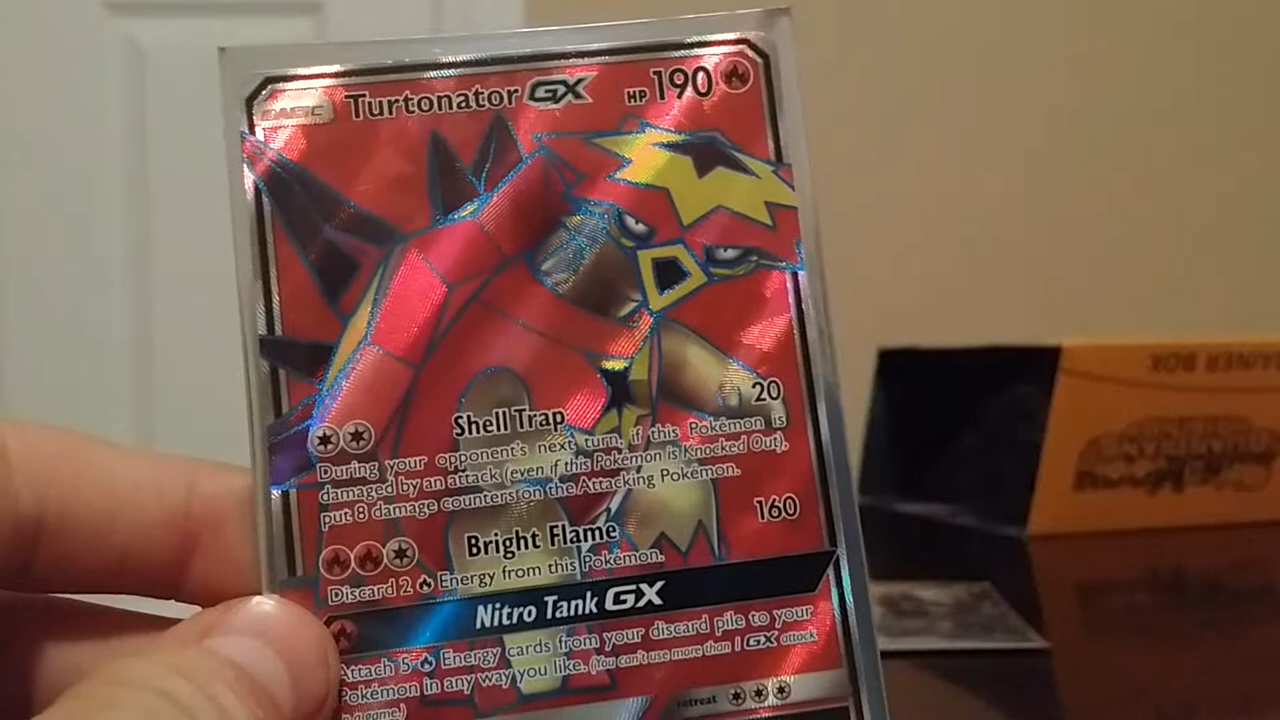 BASIC Turtonator GX HP 190
Shell Trap 20
During your opponent's next turn, if this Pokémon is
damaged by an attack (even if this Pokémon is Knocked Out),
put 8 damage counters on the Attacking Pokémon.
Bright Flame 160
Discard 2 Energy from this Pokémon.
Nitro Tank GX
Attach 5 Energy cards from your discard pile to your
Pokémon in any way you like. (You can't use more than 1 GX attack
in a game.)
retreat
AINER BOX